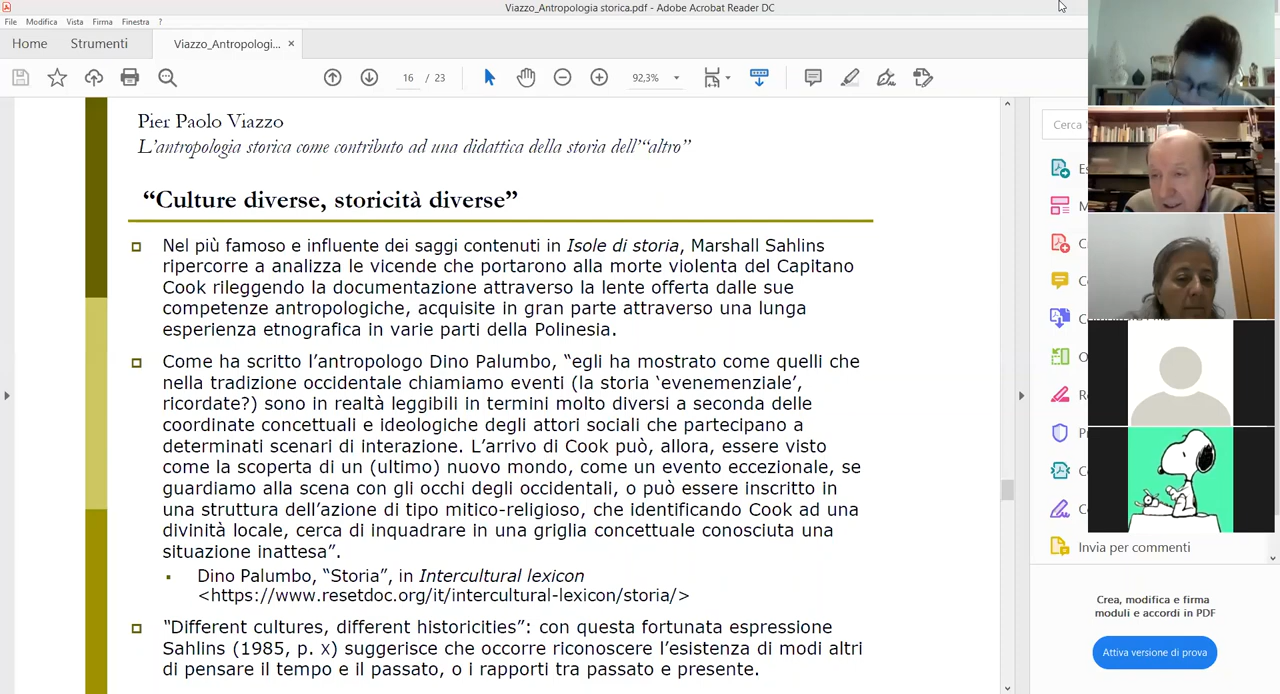 Viazzo_Antropologia storica.pdf - Adobe Acrobat Reader DC
File Modifica Vista Firma Finestra ?
Home Strumenti Viazzo_Antropologi... ×
16 / 23 92,3%
Pier Paolo Viazzo
L’antropologia storica come contributo ad una didattica della storia dell’“altro”
“Culture diverse, storicità diverse”
Nel più famoso e influente dei saggi contenuti in Isole di storia, Marshall Sahlins
ripercorre a analizza le vicende che portarono alla morte violenta del Capitano
Cook rileggendo la documentazione attraverso la lente offerta dalle sue
competenze antropologiche, acquisite in gran parte attraverso una lunga
esperienza etnografica in varie parti della Polinesia.
Come ha scritto l’antropologo Dino Palumbo, “egli ha mostrato come quelli che
nella tradizione occidentale chiamiamo eventi (la storia ‘evenemenziale’,
ricordate?) sono in realtà leggibili in termini molto diversi a seconda delle
coordinate concettuali e ideologiche degli attori sociali che partecipano a
determinati scenari di interazione. L’arrivo di Cook può, allora, essere visto
come la scoperta di un (ultimo) nuovo mondo, come un evento eccezionale, se
guardiamo alla scena con gli occhi degli occidentali, o può essere inscritto in
una struttura dell’azione di tipo mitico-religioso, che identificando Cook ad una
divinità locale, cerca di inquadrare in una griglia concettuale conosciuta una
situazione inattesa”.
Dino Palumbo, “Storia”, in Intercultural lexicon
<https://www.resetdoc.org/it/intercultural-lexicon/storia/>
“Different cultures, different historicities”: con questa fortunata espressione
Sahlins (1985, p. x) suggerisce che occorre riconoscere l’esistenza di modi altri
di pensare il tempo e il passato, o i rapporti tra passato e presente.
Cerca
Invia per commenti
Crea, modifica e firma
moduli e accordi in PDF
Attiva versione di prova